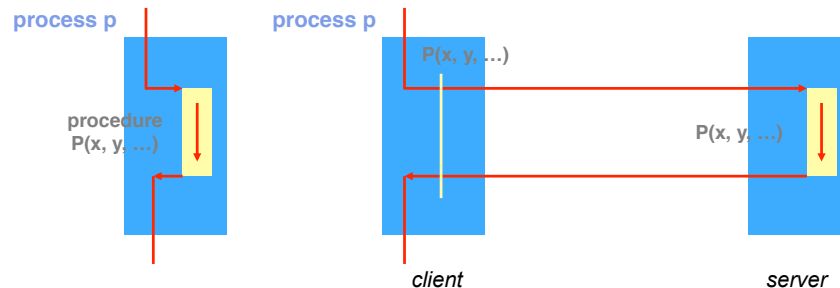 process p
process p
P(x, y, …)
procedure
P(x, y, …)
P(x, y, …)
client
server